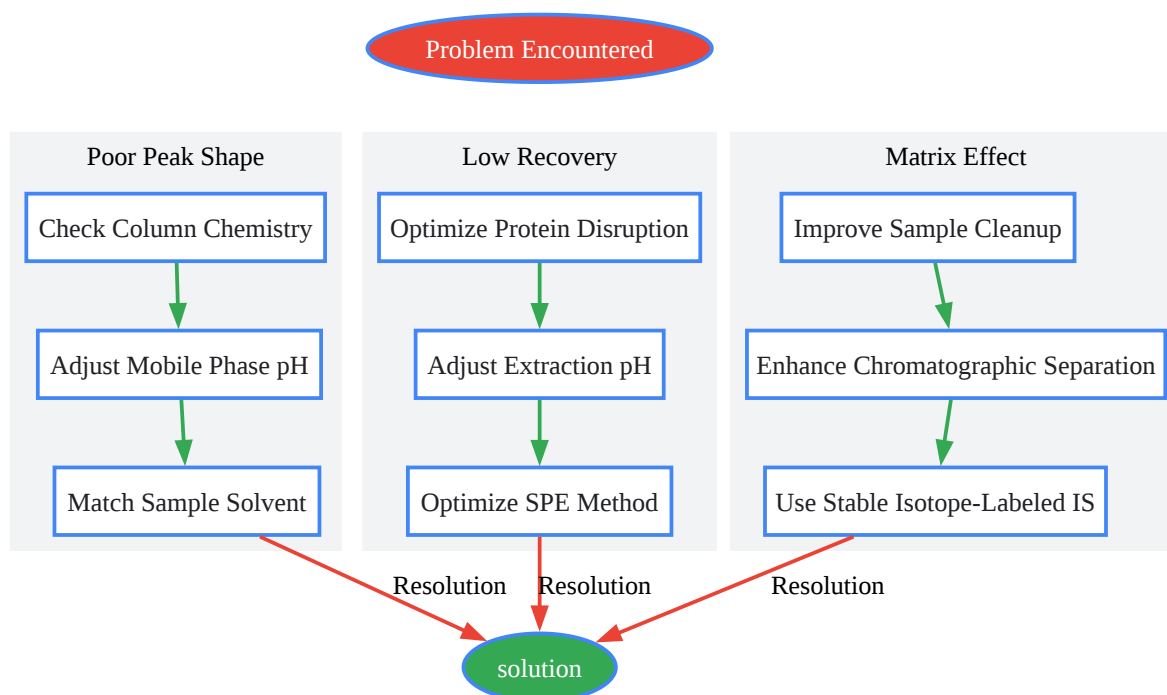 Problem Encountered
Poor Peak Shape
Check Column Chemistry
Adjust Mobile Phase pH
Match Sample Solvent
Low Recovery
Optimize Protein Disruption
Adjust Extraction pH
Optimize SPE Method
Matrix Effect
Improve Sample Cleanup
Enhance Chromatographic Separation
Use Stable Isotope-Labeled IS
Resolution
Resolution
Resolution
solution